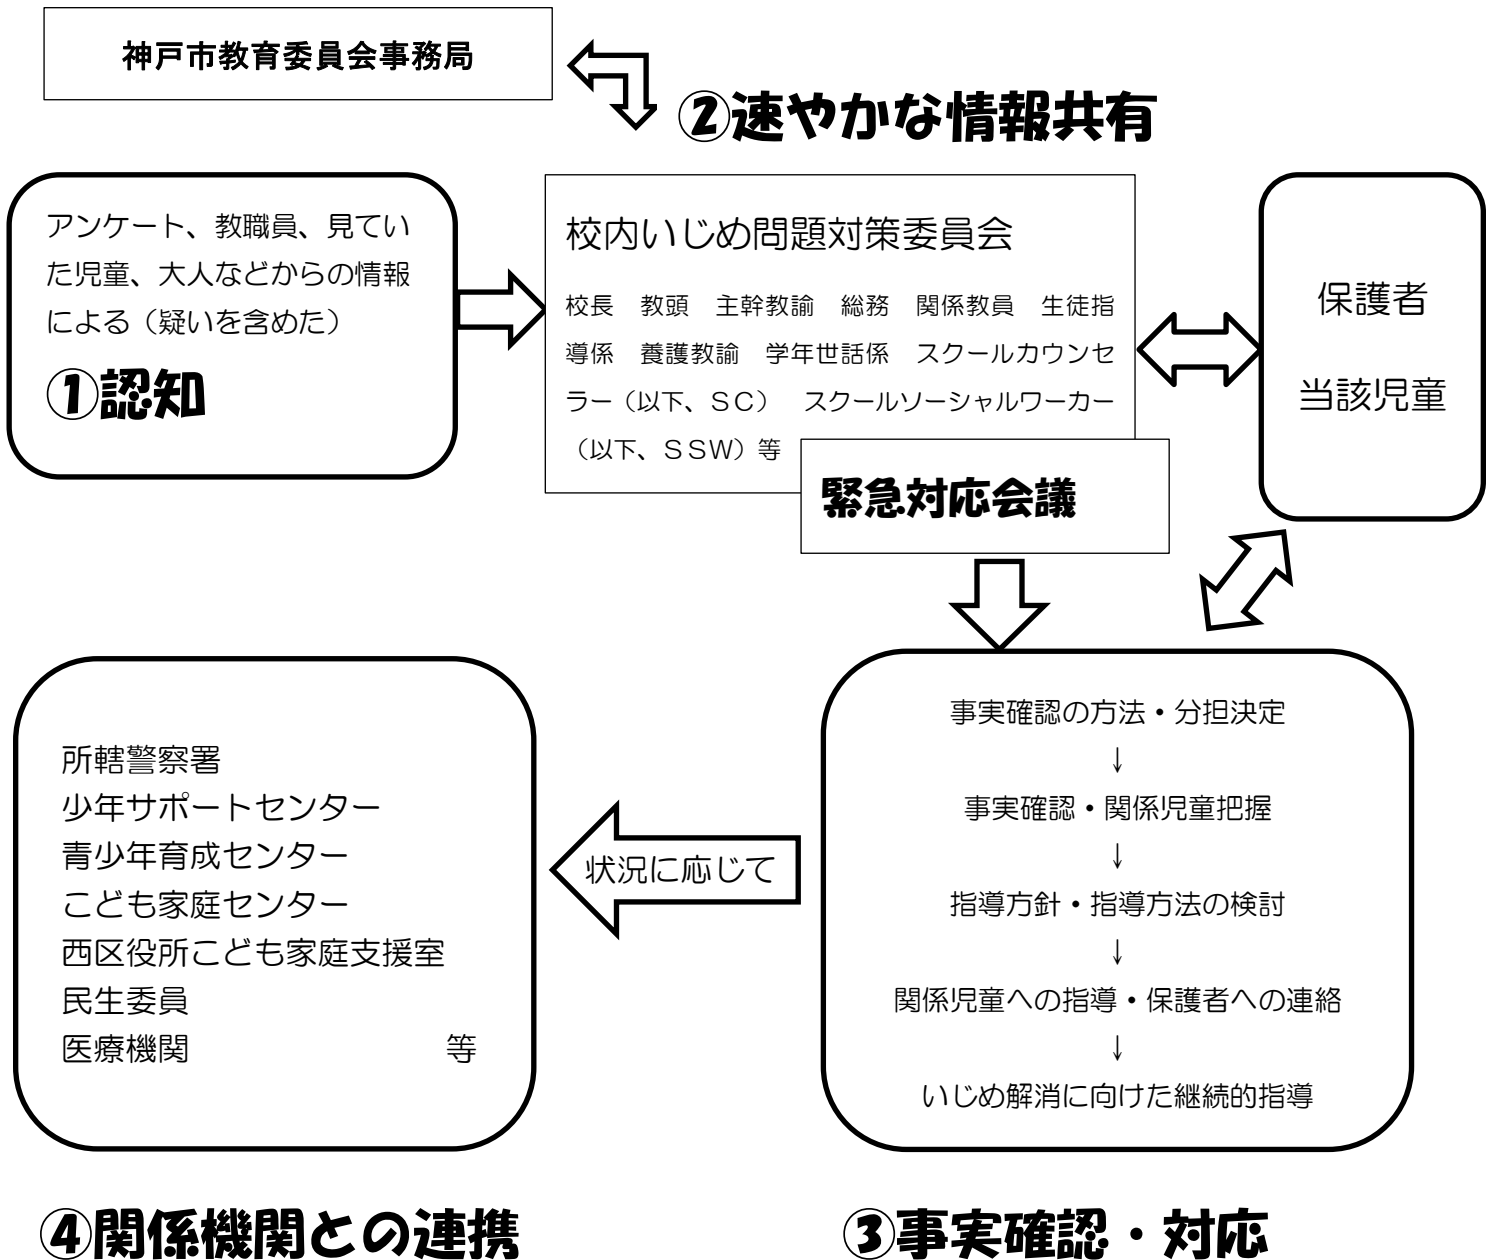 神戸市教育委員会事務局
②速やかな情報共有
アンケート、教職員、見てい
た児童、大人などからの情報
による（疑いを含めた）
①認知
校内いじめ問題対策委員会
校長　教頭　主幹教諭　総務　関係教員　生徒指
導係　養護教諭　学年世話係　スクールカウンセ
ラー（以下、ＳＣ）　スクールソーシャルワーカー
（以下、ＳＳＷ）等
緊急対応会議
保護者
当該児童
事実確認の方法・分担決定
↓
事実確認・関係児童把握
↓
指導方針・指導方法の検討
↓
関係児童への指導・保護者への連絡
↓
いじめ解消に向けた継続的指導
③事実確認・対応
状況に応じて
所轄警察署
少年サポートセンター
青少年育成センター
こども家庭センター
西区役所こども家庭支援室
民生委員
医療機関　　　　　　　　等
④関係機関との連携